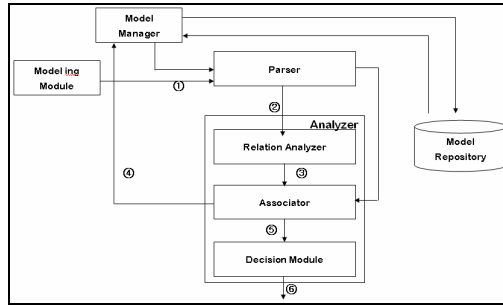 Model
Manager
Model ing
Module
①
Parser
②
Analyzer
Relation Analyzer
Model
Repository
③
④
Associator
⑤
Decision Module
⑥